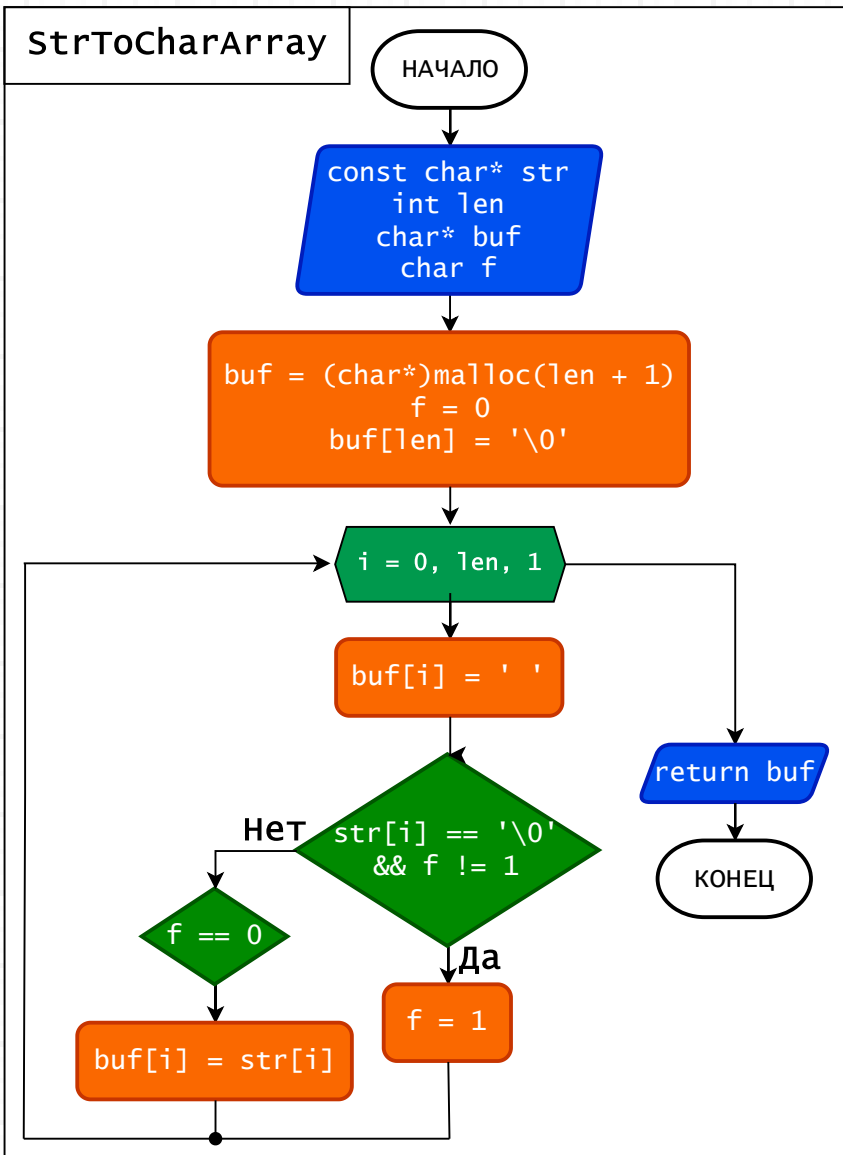 StrToCharArray
НАЧАЛО
const char* str
int len
char* buf
char f
buf = (char*)malloc(len + 1)
f = 0
buf[len] = '\0'
i = 0, len, 1
buf[i] = ' '
str[i] == '\0'
&& f != 1
Нет
Да
f == 0
f = 1
buf[i] = str[i]
return buf
КОНЕЦ